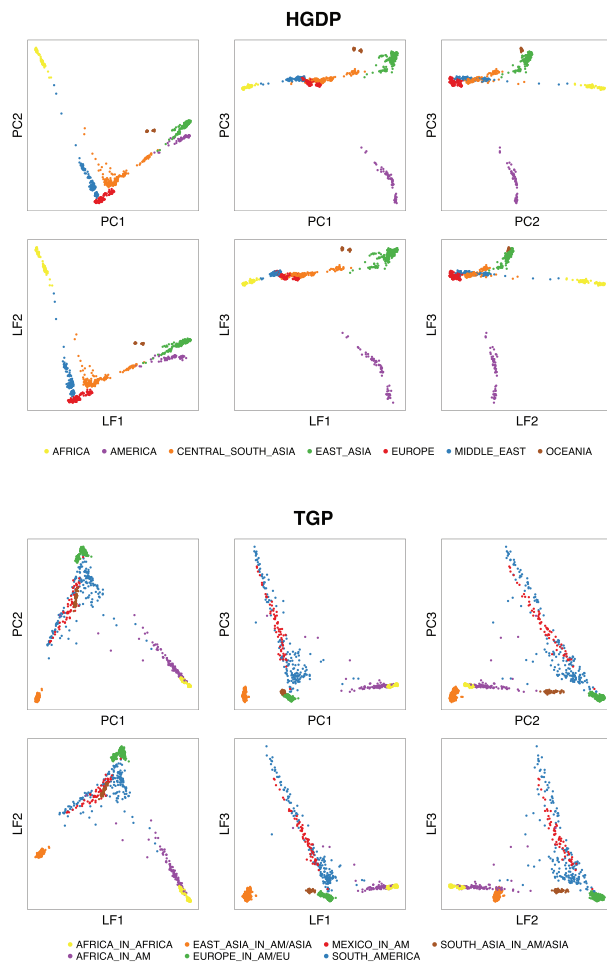 HGDP
PC2
PC3
PC3
PC1
PC1
PC2
LF2
LF3
LF3
LF1
LF1
LF2
AFRICA AMERICA CENTRAL_SOUTH_ASIA EAST_ASIA EUROPE MIDDLE_EAST OCEANIA
TGP
PC2
PC3
PC3
PC1
PC1
PC2
LF2
LF3
LF3
LF1
LF1
LF2
AFRICA_IN_AFRICA EAST_ASIA_IN_AM/ASIA MEXICO_IN_AM SOUTH_ASIA_IN_AM/ASIA
AFRICA_IN_AM EUROPE_IN_AM/EU SOUTH_AMERICA